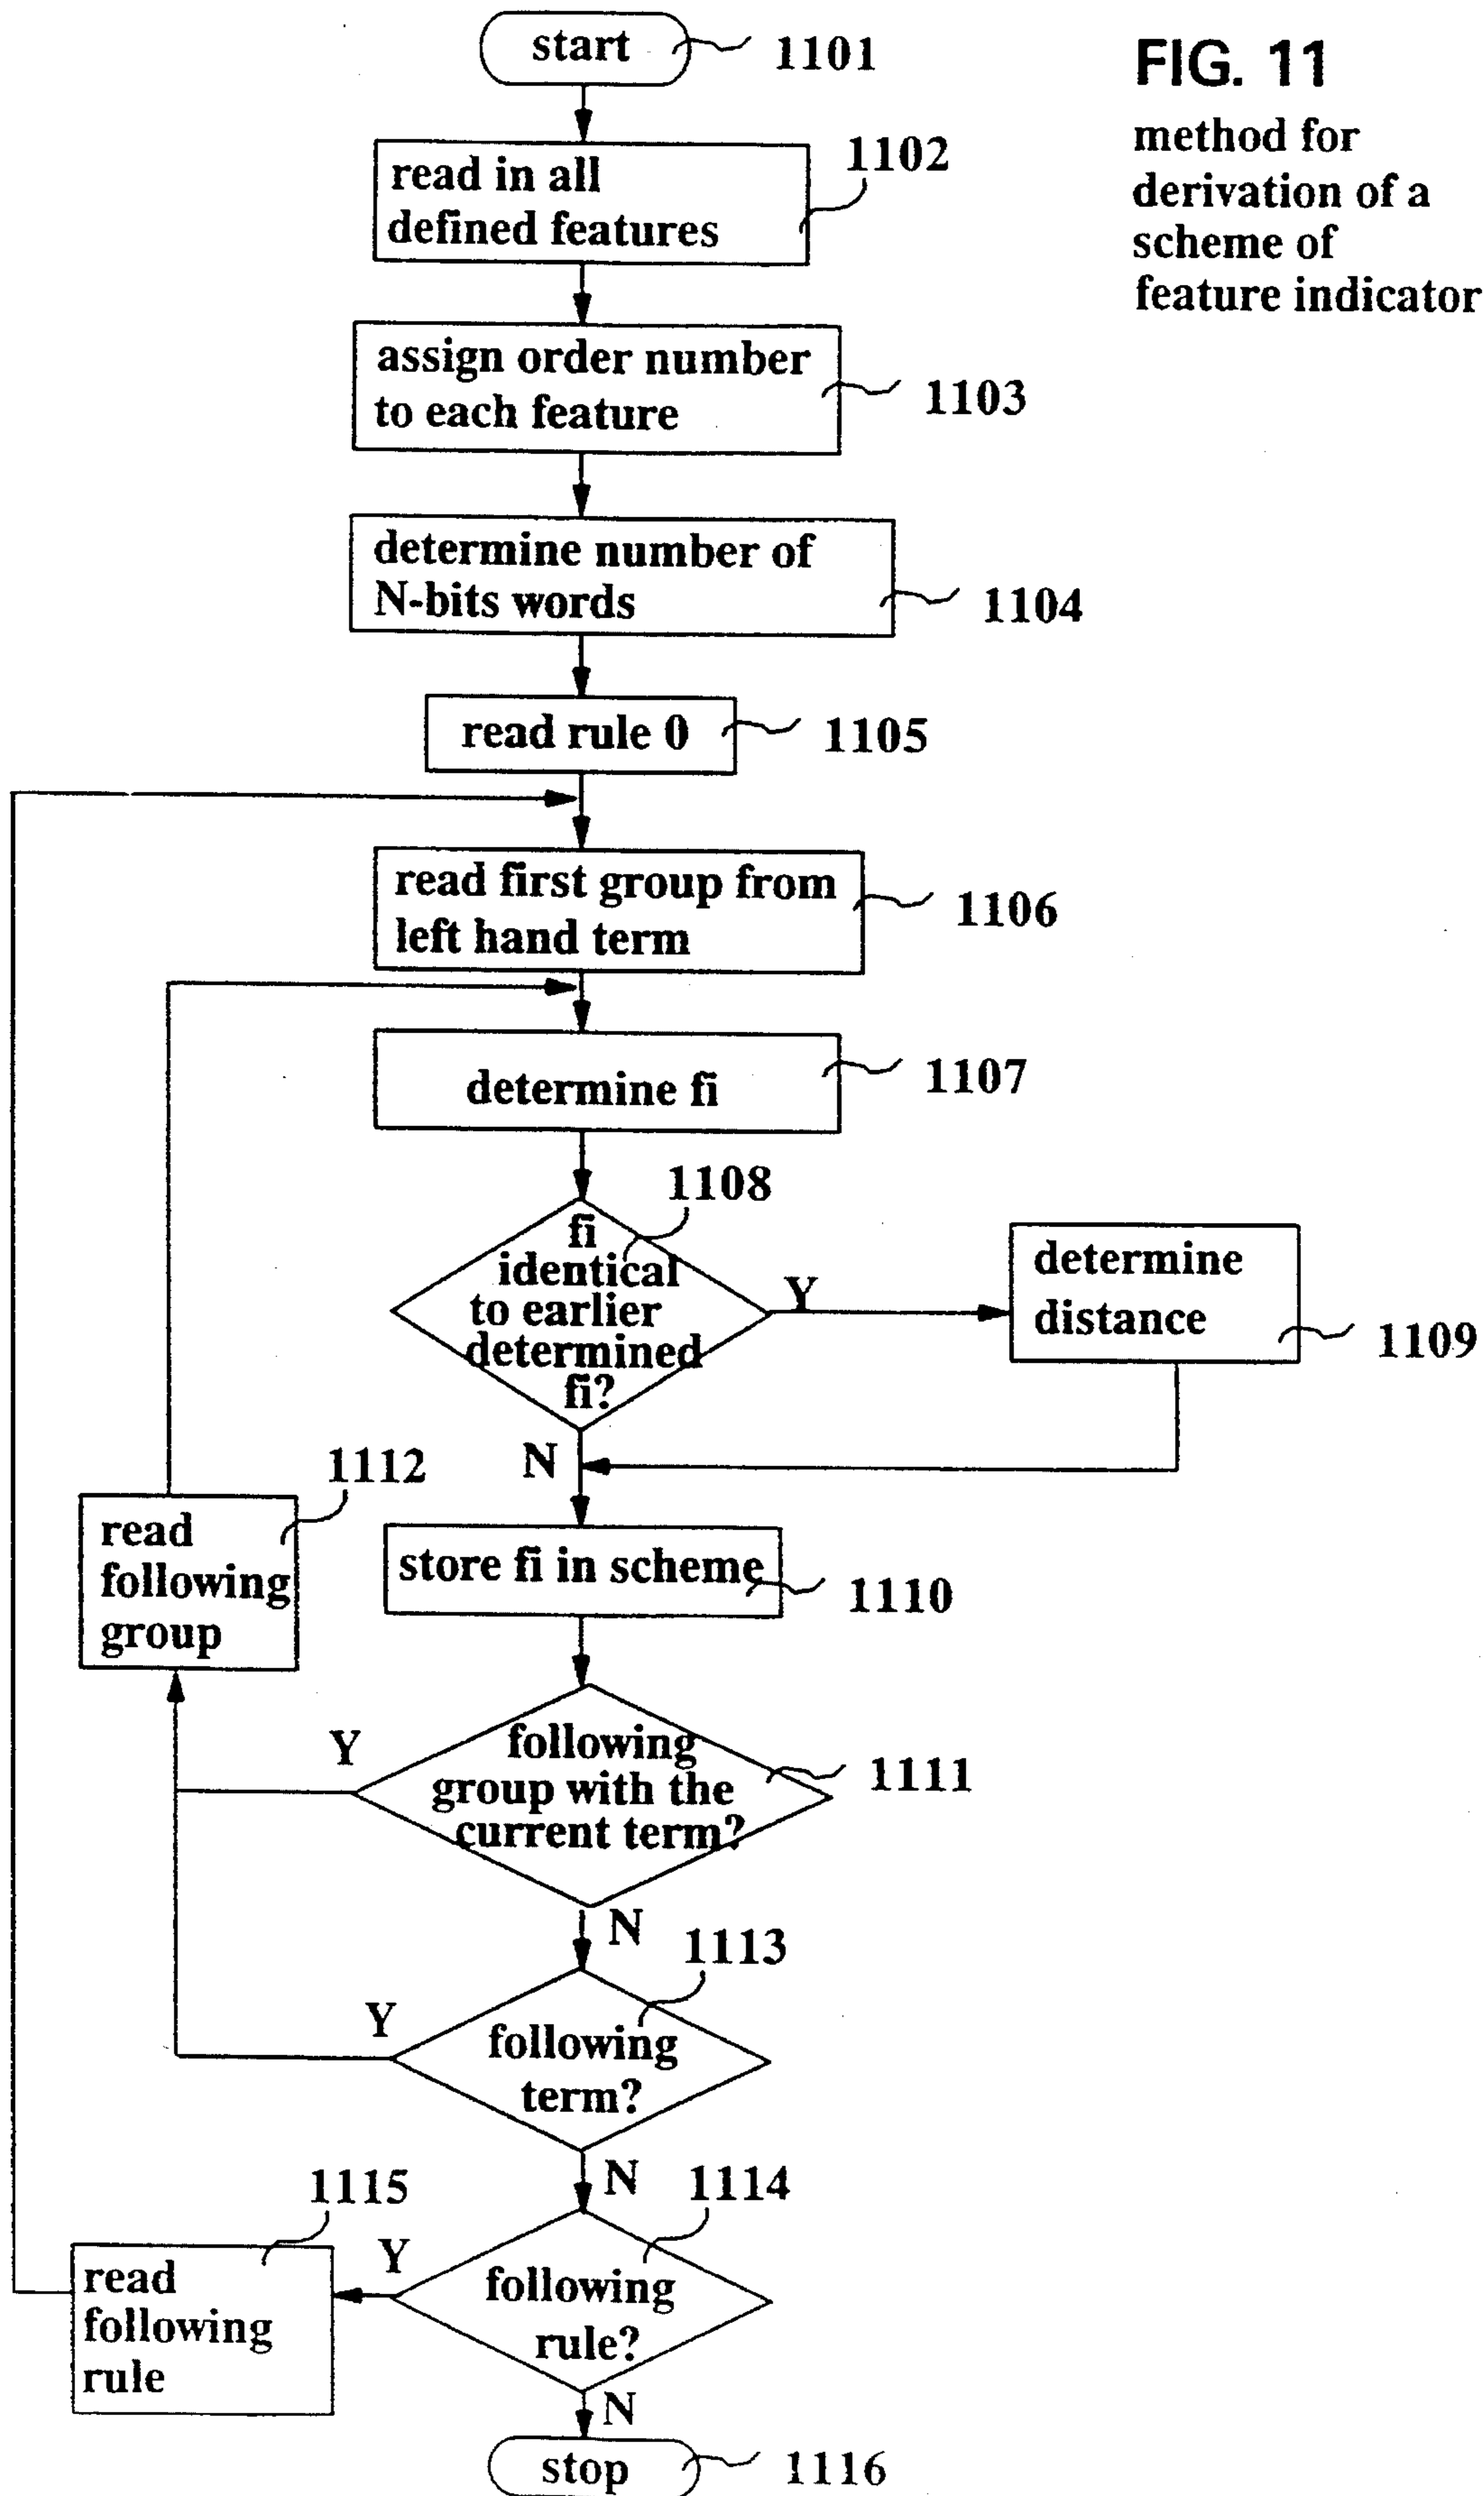 start
1101
FIG. 11
method for
derivation of a
scheme of
feature indicator
1102
read in all
defined features
assign order number
to each feature
1103
determine number of
N-bits words
1104
read rule 0
1105
read first group from
left hand term
1106
determine fi
1107
1108
fi
identical
to earlier
determined
fi?
Y
determine
distance
1109
N
1112
read
following
group
store fi in scheme
1110
Y
following
group with the
current term?
1111
N
1113
Y
following
term?
N
1114
1115
Y
read
following
rule
following
rule?
N
stop
1116